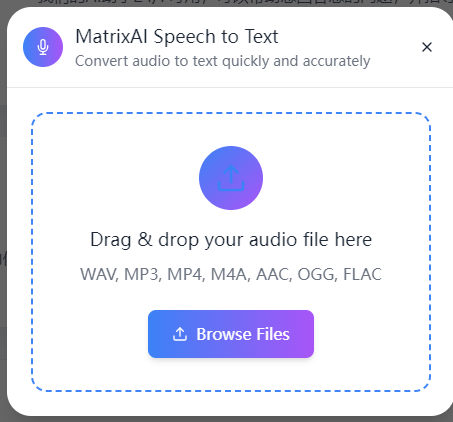 MatrixAI Speech to Text
Convert audio to text quickly and accurately
Drag & drop your audio file here
WAV, MP3, MP4, M4A, AAC, OGG, FLAC
Browse Files